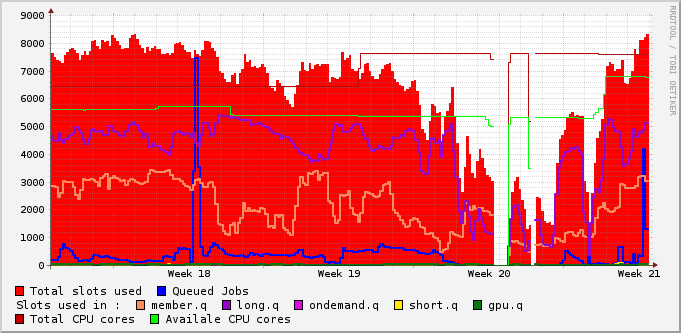 9000
8000
7000
6000
5000
4000
3000
2000
1000
0
Week 18 Week 19 Week 20 Week 21
RRDTOOL / TOBI OETIKER
Total slots used Queued Jobs
Slots used in : member.q long.q ondemand.q short.q gpu.q
Total CPU cores Availale CPU cores